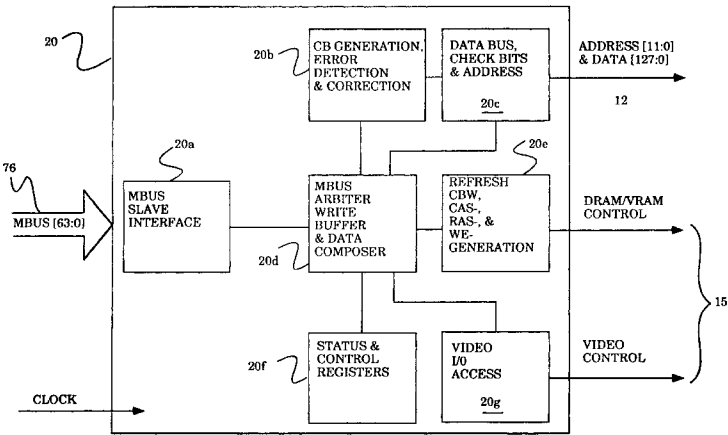 20
20b
CB GENERATION,
ERROR
DETECTION
& CORRECTION
DATA BUS,
CHECK BITS
& ADDRESS
20c
ADDRESS [11:0]
& DATA [127:0]
12
76
MBUS [63:0]
20a
MBUS
SLAVE
INTERFACE
MBUS
ARBITER
WRITE
BUFFER
& DATA
COMPOSER
20d
20e
REFRESH
CBW,
CAS-,
RAS-, &
WE-
GENERATION
DRAM/VRAM
CONTROL
15
20f
STATUS &
CONTROL
REGISTERS
VIDEO
I/0
ACCESS
20g
VIDEO
CONTROL
CLOCK